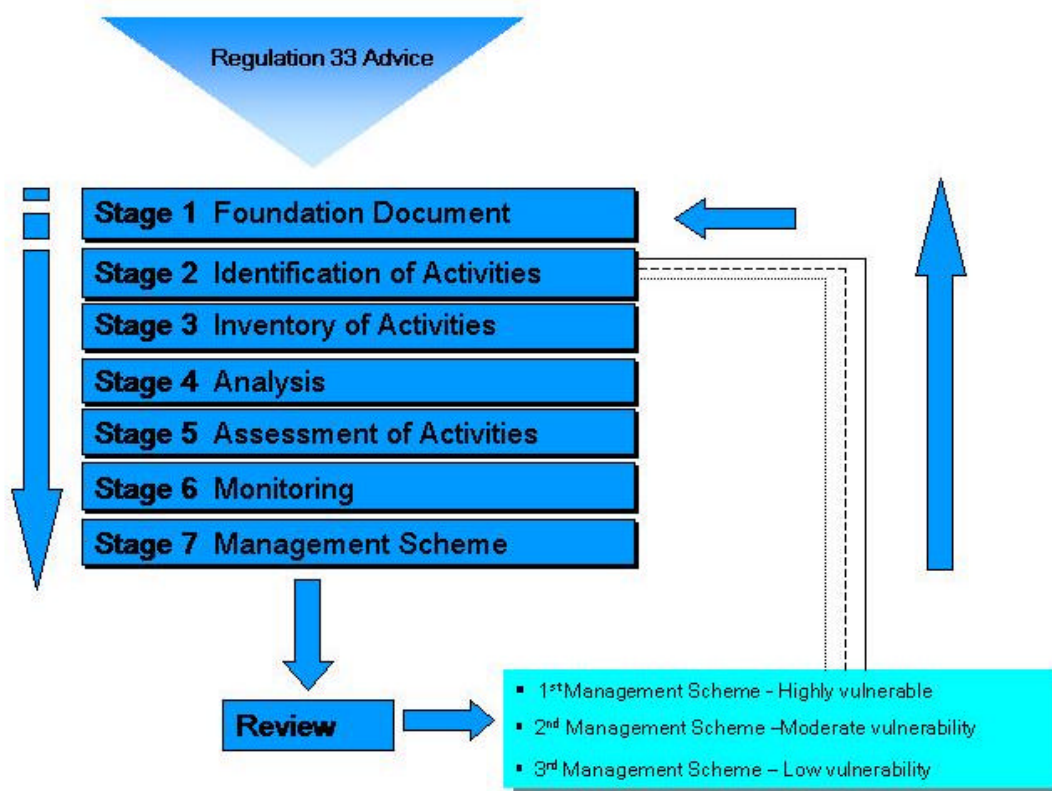 Regulation 33 Advice
Stage 1 Foundation Document
Stage 2 Identification of Activities
Stage 3 Inventory of Activities
Stage 4 Analysis
Stage 5 Assessment of Activities
Stage 6 Monitoring
Stage 7 Management Scheme
Review
▪ 1st Management Scheme - Highly vulnerable
▪ 2nd Management Scheme –Moderate vulnerability
▪ 3rd Management Scheme – Low vulnerability